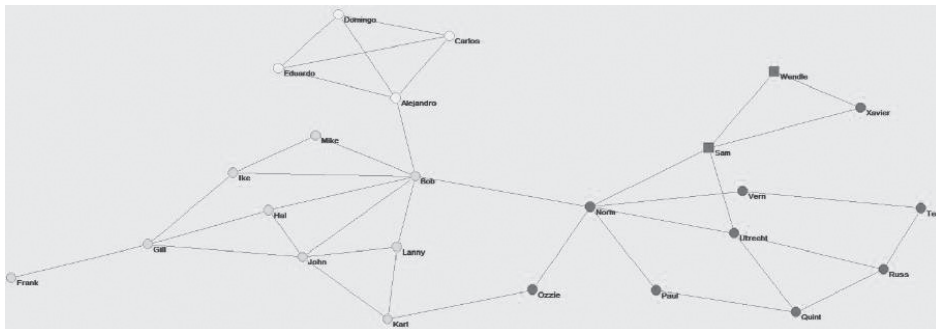 Domingo
Carlos
Eduardo
Alejandro
Wendle
Xavier
Mike
Sam
Ike
Bob
Vern
Hal
Norm
Te
Utrecht
Gill
John
Lanny
Russ
Frank
Ozzie
Paul
Karl
Quint